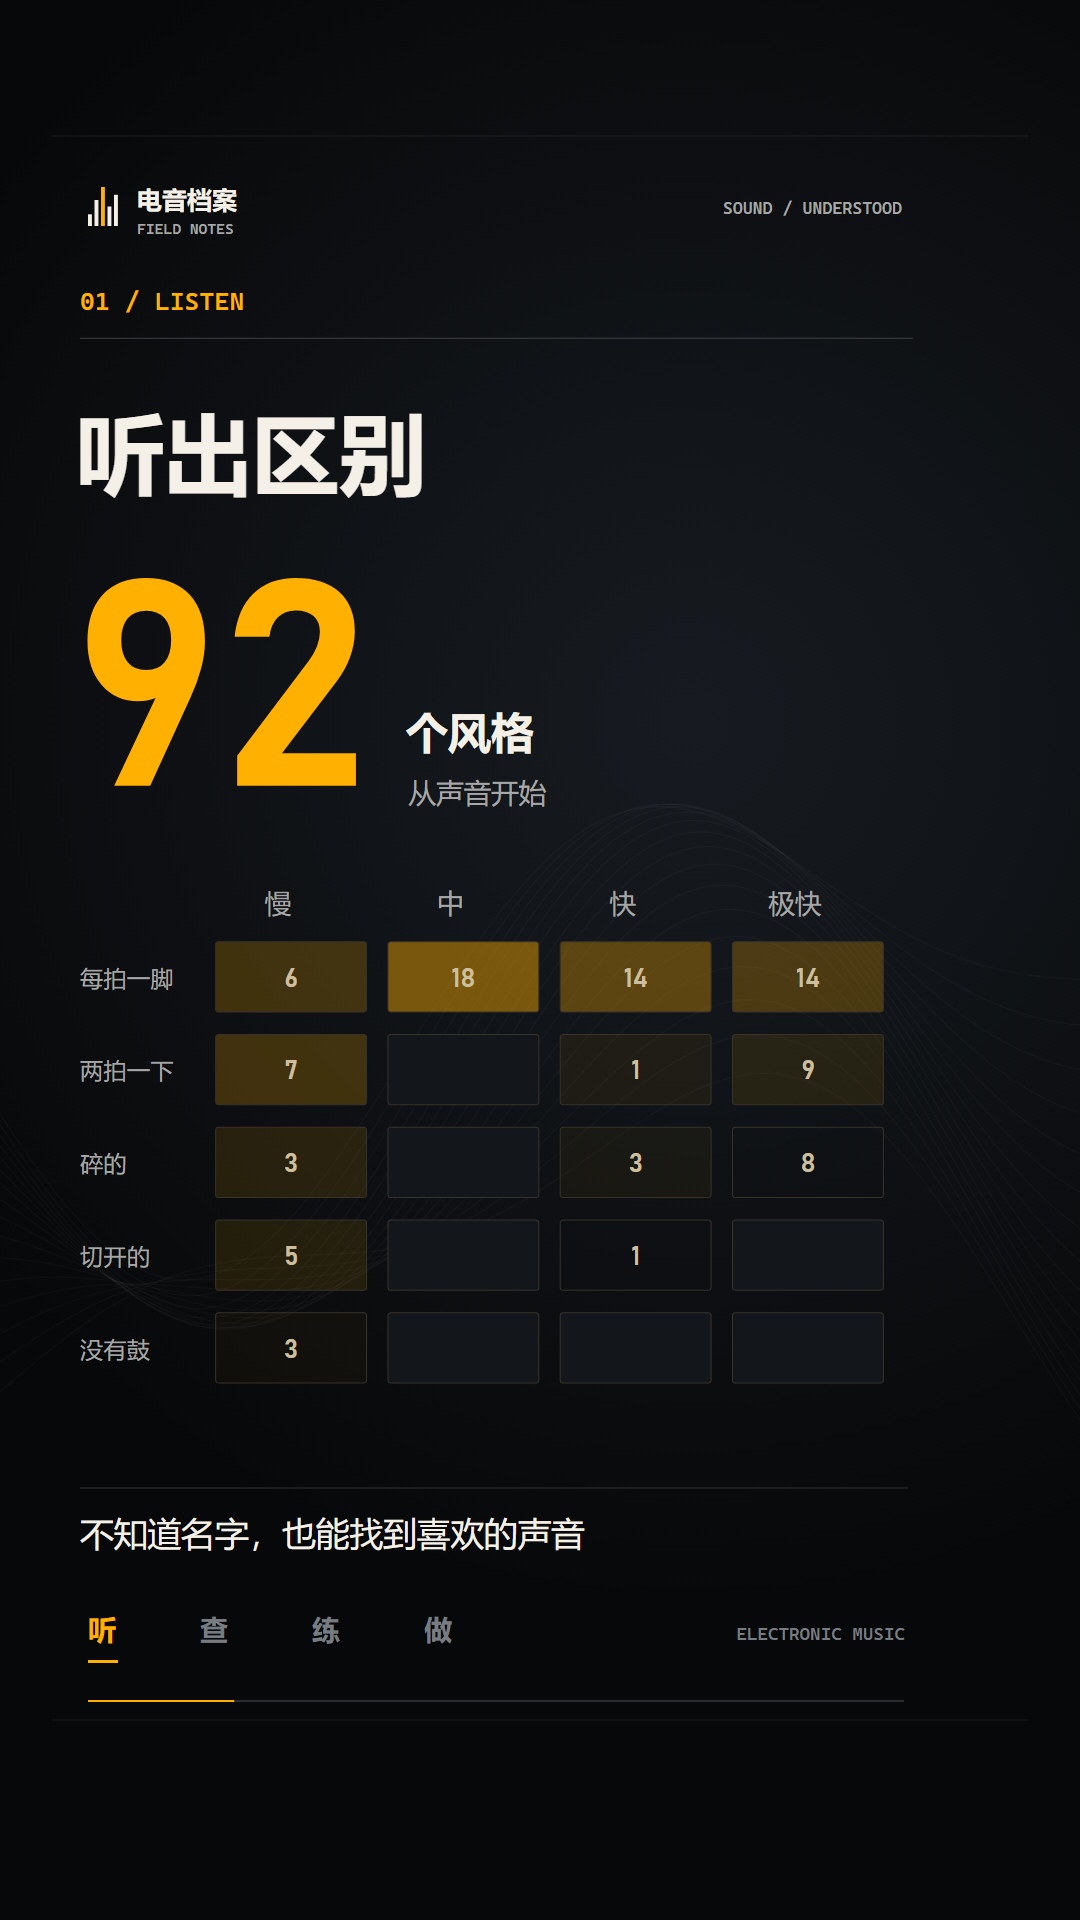 电音档案
FIELD NOTES
SOUND / UNDERSTOOD
01 / LISTEN
听出区别
92
个风格
从声音开始
慢 中 快 极快
每拍一脚 6 18 14 14
两拍一下 7 1 9
碎的 3 3 8
切开的 5 1
没有鼓 3
不知道名字，也能找到喜欢的声音
听 查 练 做
ELECTRONIC MUSIC